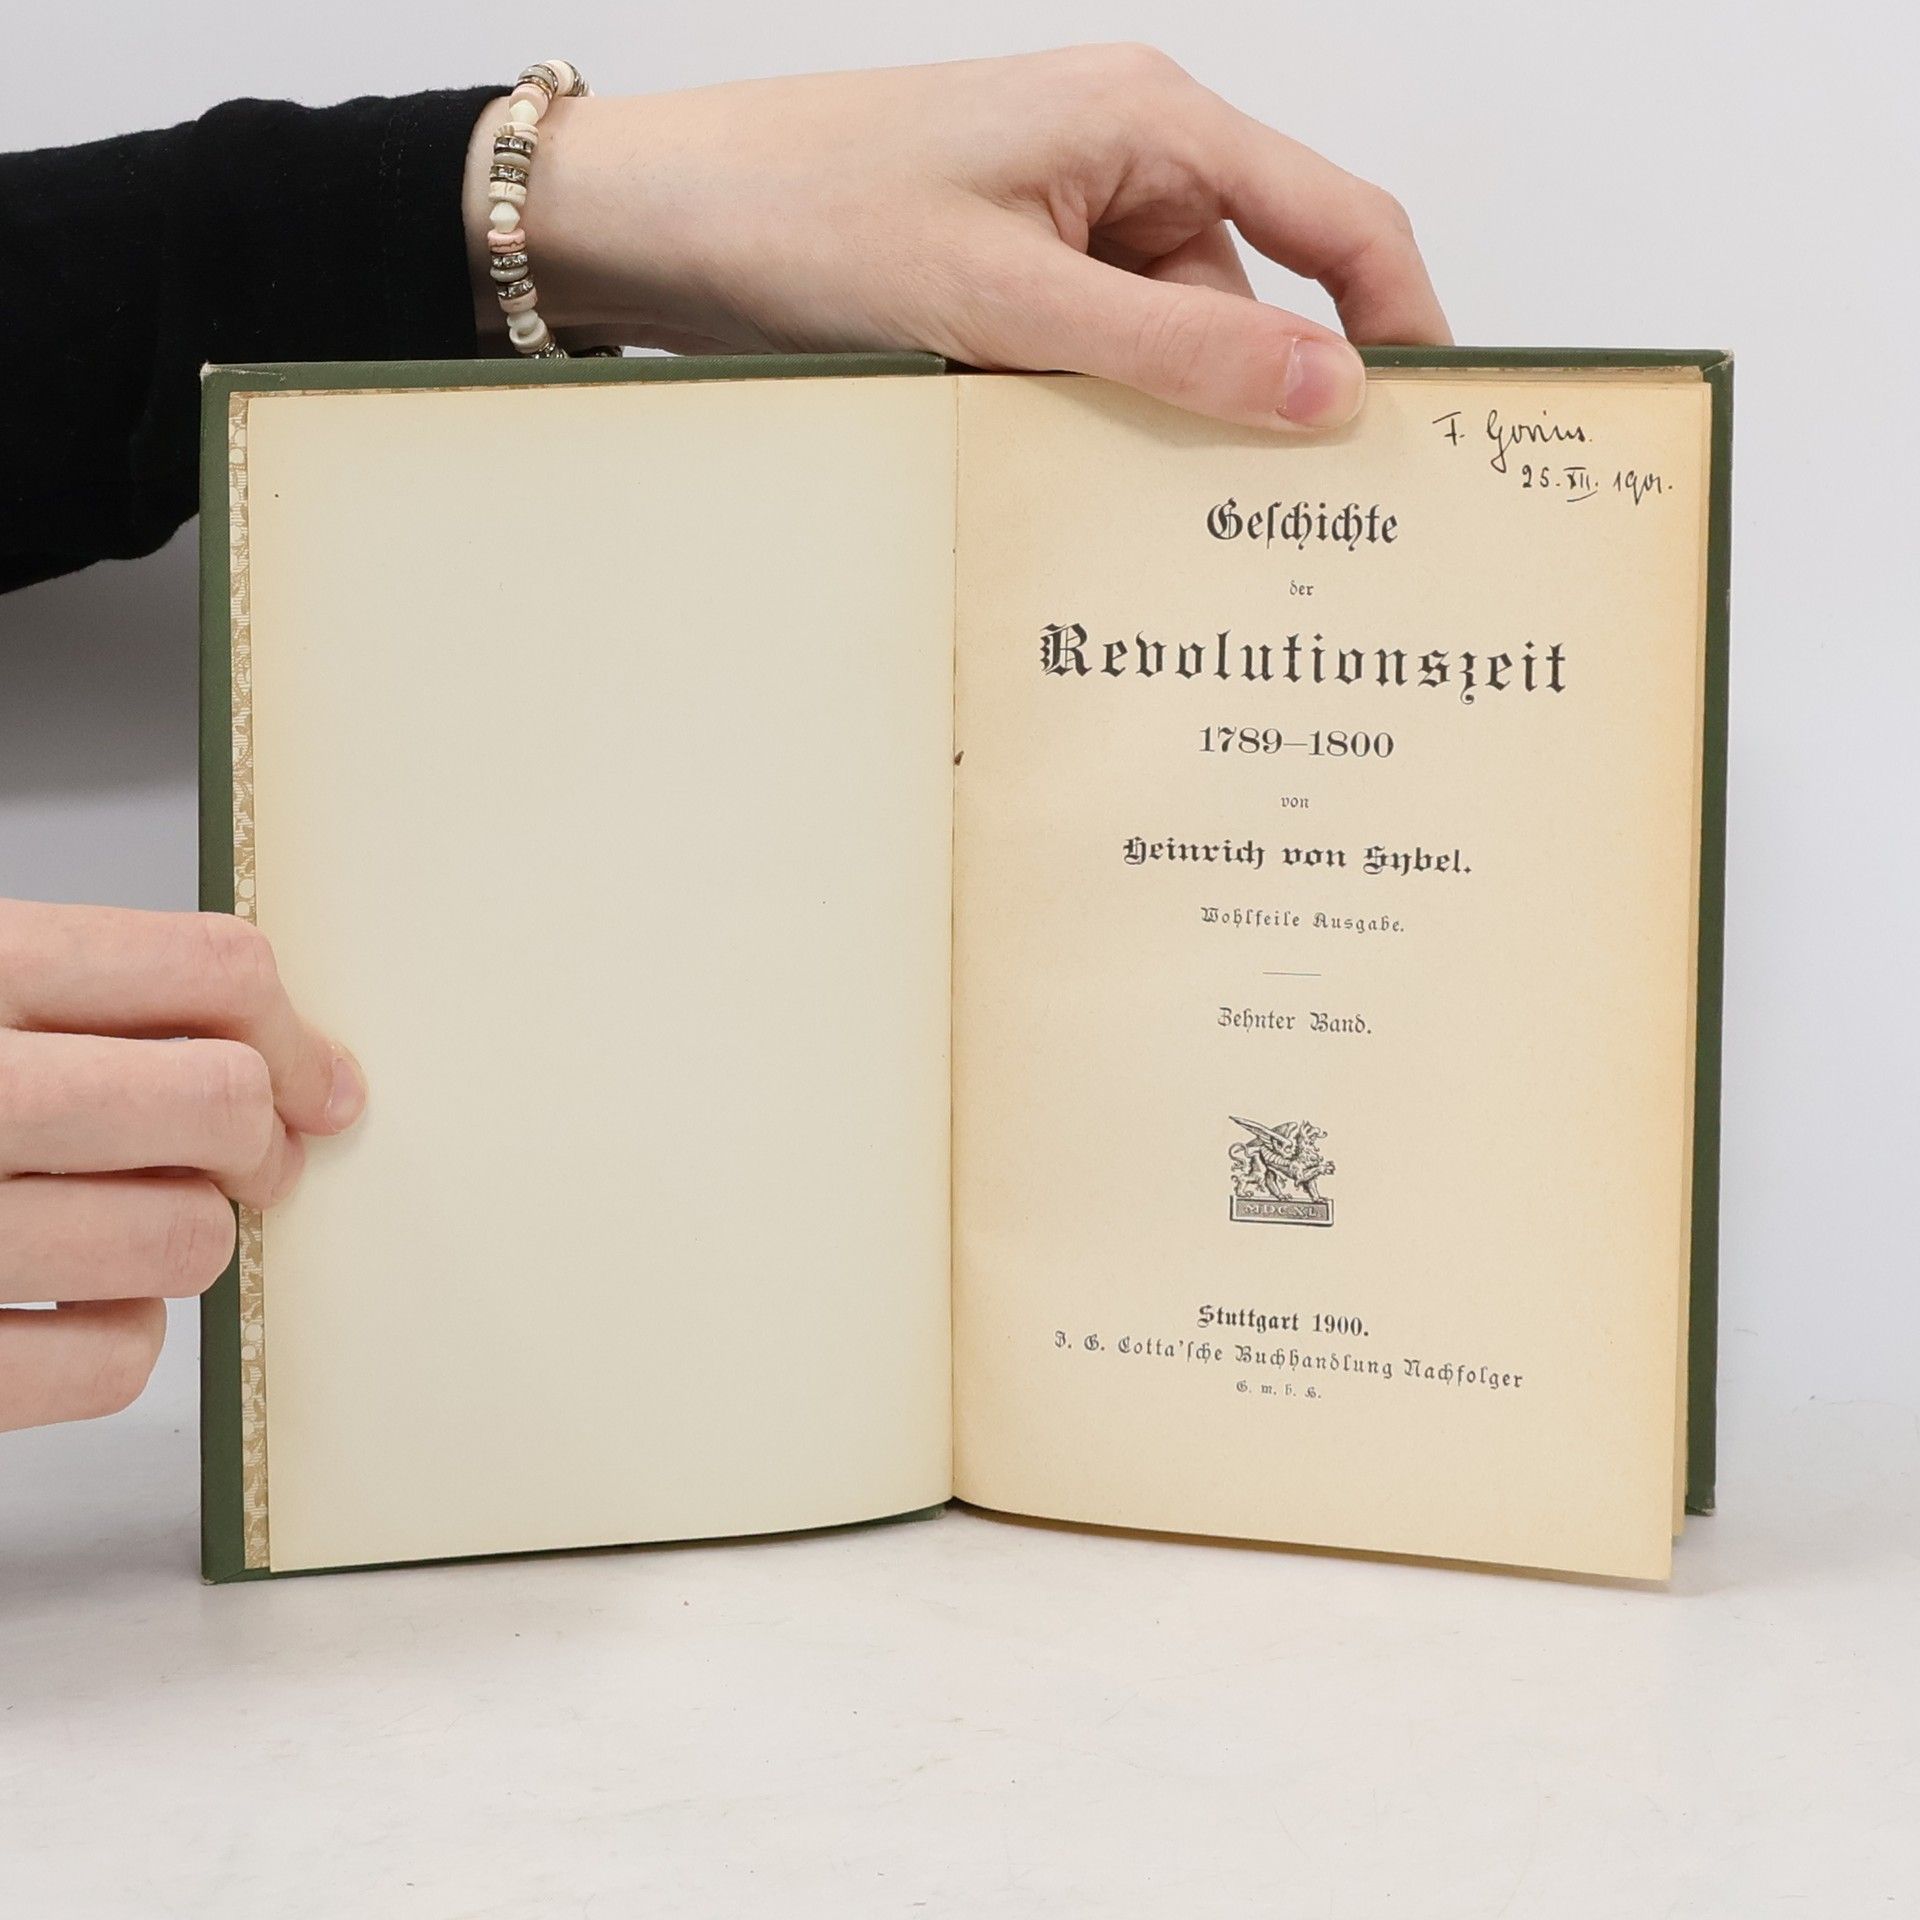 F. Govius.
25. XII. 1901.
Geſchichte
der
Revolutionszeit
1789–1800
von
Heinrich von Sybel.
Wohlfeile Ausgabe.
Zehnter Band.
MDCXL
Stuttgart 1900.
J. G. Cotta'ſche Buchhandlung Nachfolger
G. m. b. H.